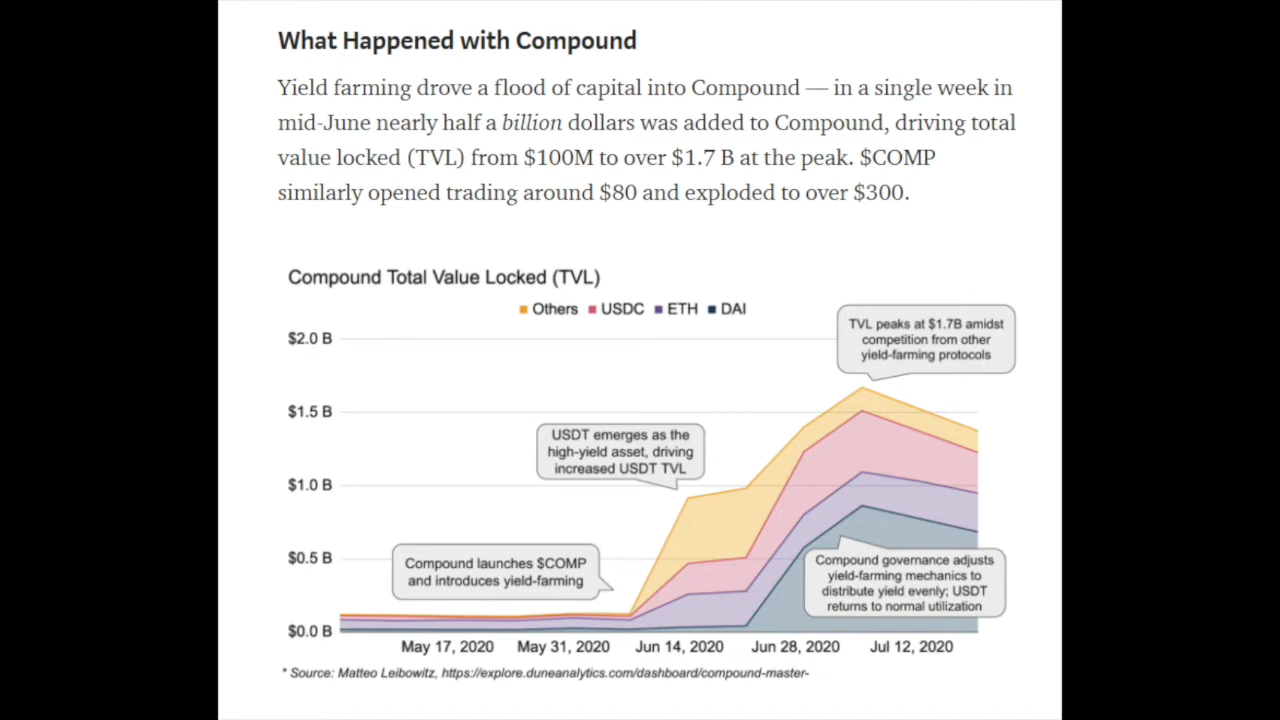 What Happened with Compound
Yield farming drove a flood of capital into Compound — in a single week in
mid-June nearly half a billion dollars was added to Compound, driving total
value locked (TVL) from $100M to over $1.7 B at the peak. $COMP
similarly opened trading around $80 and exploded to over $300.
Compound Total Value Locked (TVL)
Others USDC ETH DAI
$2.0 B
$1.5 B
$1.0 B
$0.5 B
$0.0 B
TVL peaks at $1.7B amidst
competition from other
yield-farming protocols
USDT emerges as the
high-yield asset, driving
increased USDT TVL
Compound launches $COMP
and introduces yield-farming
Compound governance adjusts
yield-farming mechanics to
distribute yield evenly; USDT
returns to normal utilization
May 17, 2020 May 31, 2020 Jun 14, 2020 Jun 28, 2020 Jul 12, 2020
* Source: Matteo Leibowitz, https://explore.duneanalytics.com/dashboard/compound-master-